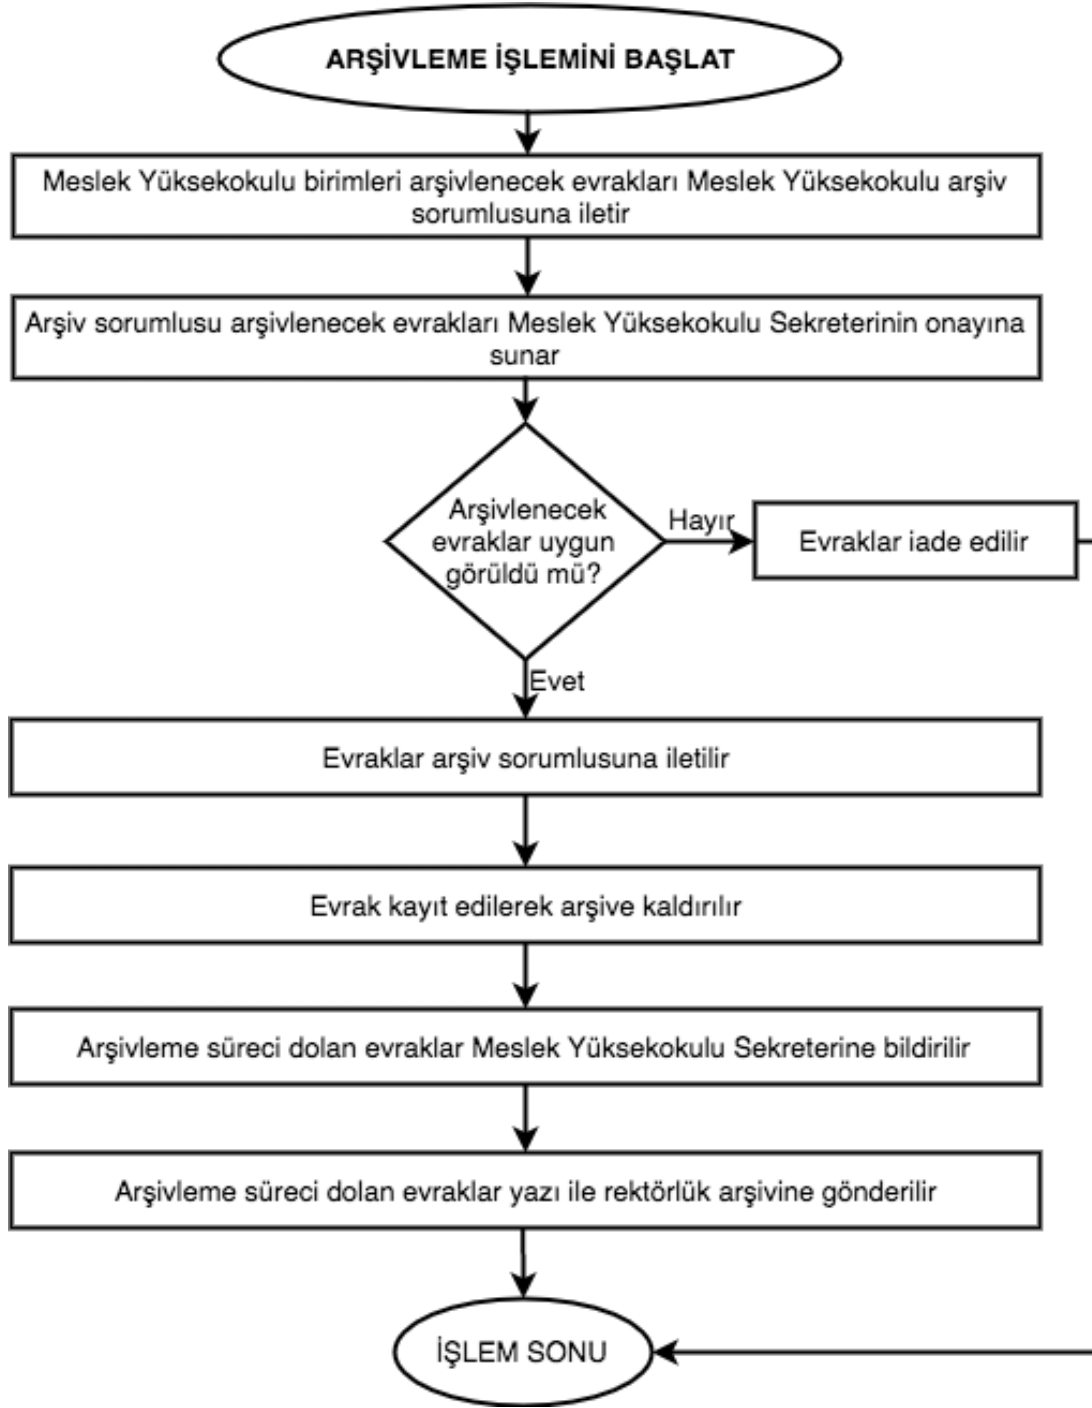 ARŞİVLEME İŞLEMİNİ BAŞLAT
Meslek Yüksekokulu birimleri arşivlenecek evrakları Meslek Yüksekokulu arşiv
sorumlusuna iletir
Arşiv sorumlusu arşivlenecek evrakları Meslek Yüksekokulu Sekreterinin onayına
sunar
Arşivlenecek
evraklar uygun
görüldü mü?
Hayır
Evraklar iade edilir
Evet
Evraklar arşiv sorumlusuna iletilir
Evrak kayıt edilerek arşive kaldırılır
Arşivleme süreci dolan evraklar Meslek Yüksekokulu Sekreterine bildirilir
Arşivleme süreci dolan evraklar yazı ile rektörlük arşivine gönderilir
İŞLEM SONU